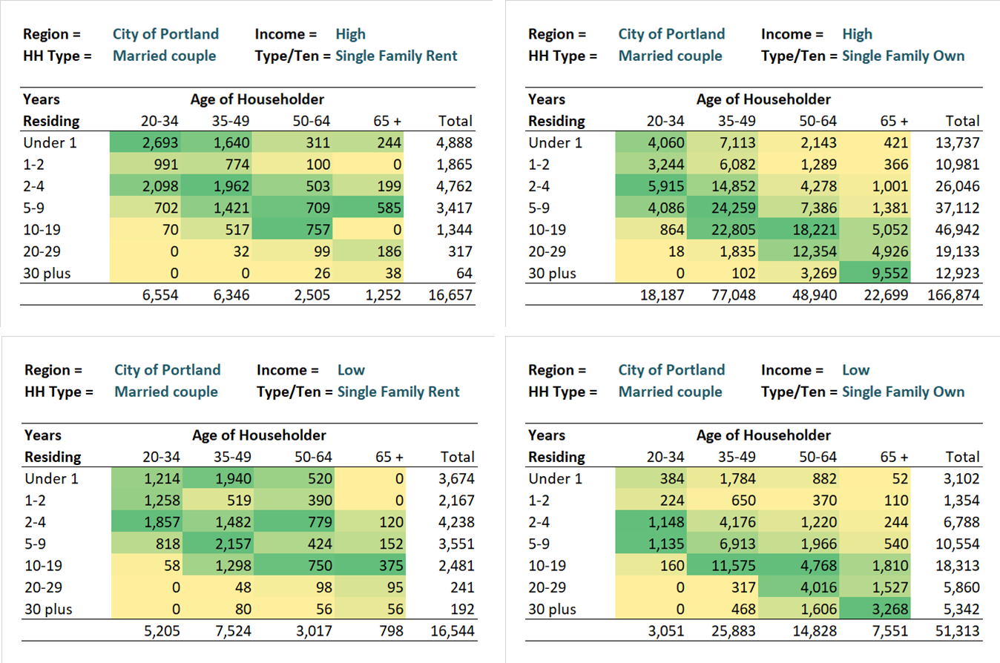 Region = City of Portland Income = High
HH Type = Married couple Type/Ten = Single Family Rent
Years Age of Householder
Residing 20-34 35-49 50-64 65 + Total
Under 1 2,693 1,640 311 244 4,888
1-2 991 774 100 0 1,865
2-4 2,098 1,962 503 199 4,762
5-9 702 1,421 709 585 3,417
10-19 70 517 757 0 1,344
20-29 0 32 99 186 317
30 plus 0 0 26 38 64
6,554 6,346 2,505 1,252 16,657
Region = City of Portland Income = High
HH Type = Married couple Type/Ten = Single Family Own
Years Age of Householder
Residing 20-34 35-49 50-64 65 + Total
Under 1 4,060 7,113 2,143 421 13,737
1-2 3,244 6,082 1,289 366 10,981
2-4 5,915 14,852 4,278 1,001 26,046
5-9 4,086 24,259 7,386 1,381 37,112
10-19 864 22,805 18,221 5,052 46,942
20-29 18 1,835 12,354 4,926 19,133
30 plus 0 102 3,269 9,552 12,923
18,187 77,048 48,940 22,699 166,874
Region = City of Portland Income = Low
HH Type = Married couple Type/Ten = Single Family Rent
Years Age of Householder
Residing 20-34 35-49 50-64 65 + Total
Under 1 1,214 1,940 520 0 3,674
1-2 1,258 519 390 0 2,167
2-4 1,857 1,482 779 120 4,238
5-9 818 2,157 424 152 3,551
10-19 58 1,298 750 375 2,481
20-29 0 48 98 95 241
30 plus 0 80 56 56 192
5,205 7,524 3,017 798 16,544
Region = City of Portland Income = Low
HH Type = Married couple Type/Ten = Single Family Own
Years Age of Householder
Residing 20-34 35-49 50-64 65 + Total
Under 1 384 1,784 882 52 3,102
1-2 224 650 370 110 1,354
2-4 1,148 4,176 1,220 244 6,788
5-9 1,135 6,913 1,966 540 10,554
10-19 160 11,575 4,768 1,810 18,313
20-29 0 317 4,016 1,527 5,860
30 plus 0 468 1,606 3,268 5,342
3,051 25,883 14,828 7,551 51,313